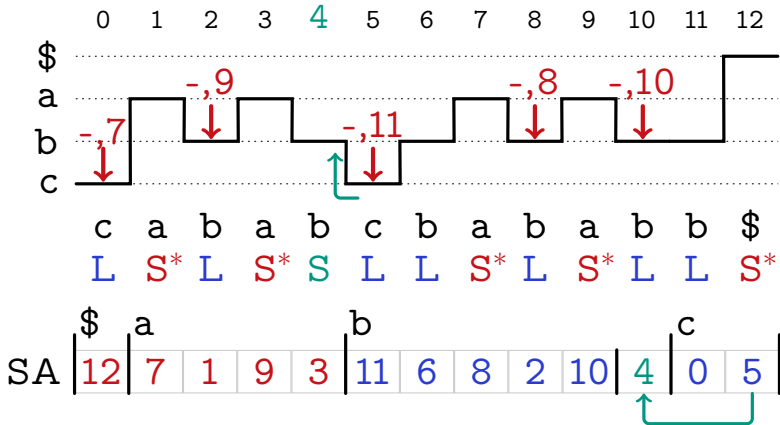 0 1 2 3 4 5 6 7 8 9 10 11 12
$
-,9 -,8 -,10
a
-,7 -,11
b
c
c a b a b c b a b a b b $
L S* L S* S L L S* L S* L L S*
$ a b c
SA 12 7 1 9 3 11 6 8 2 10 4 0 5